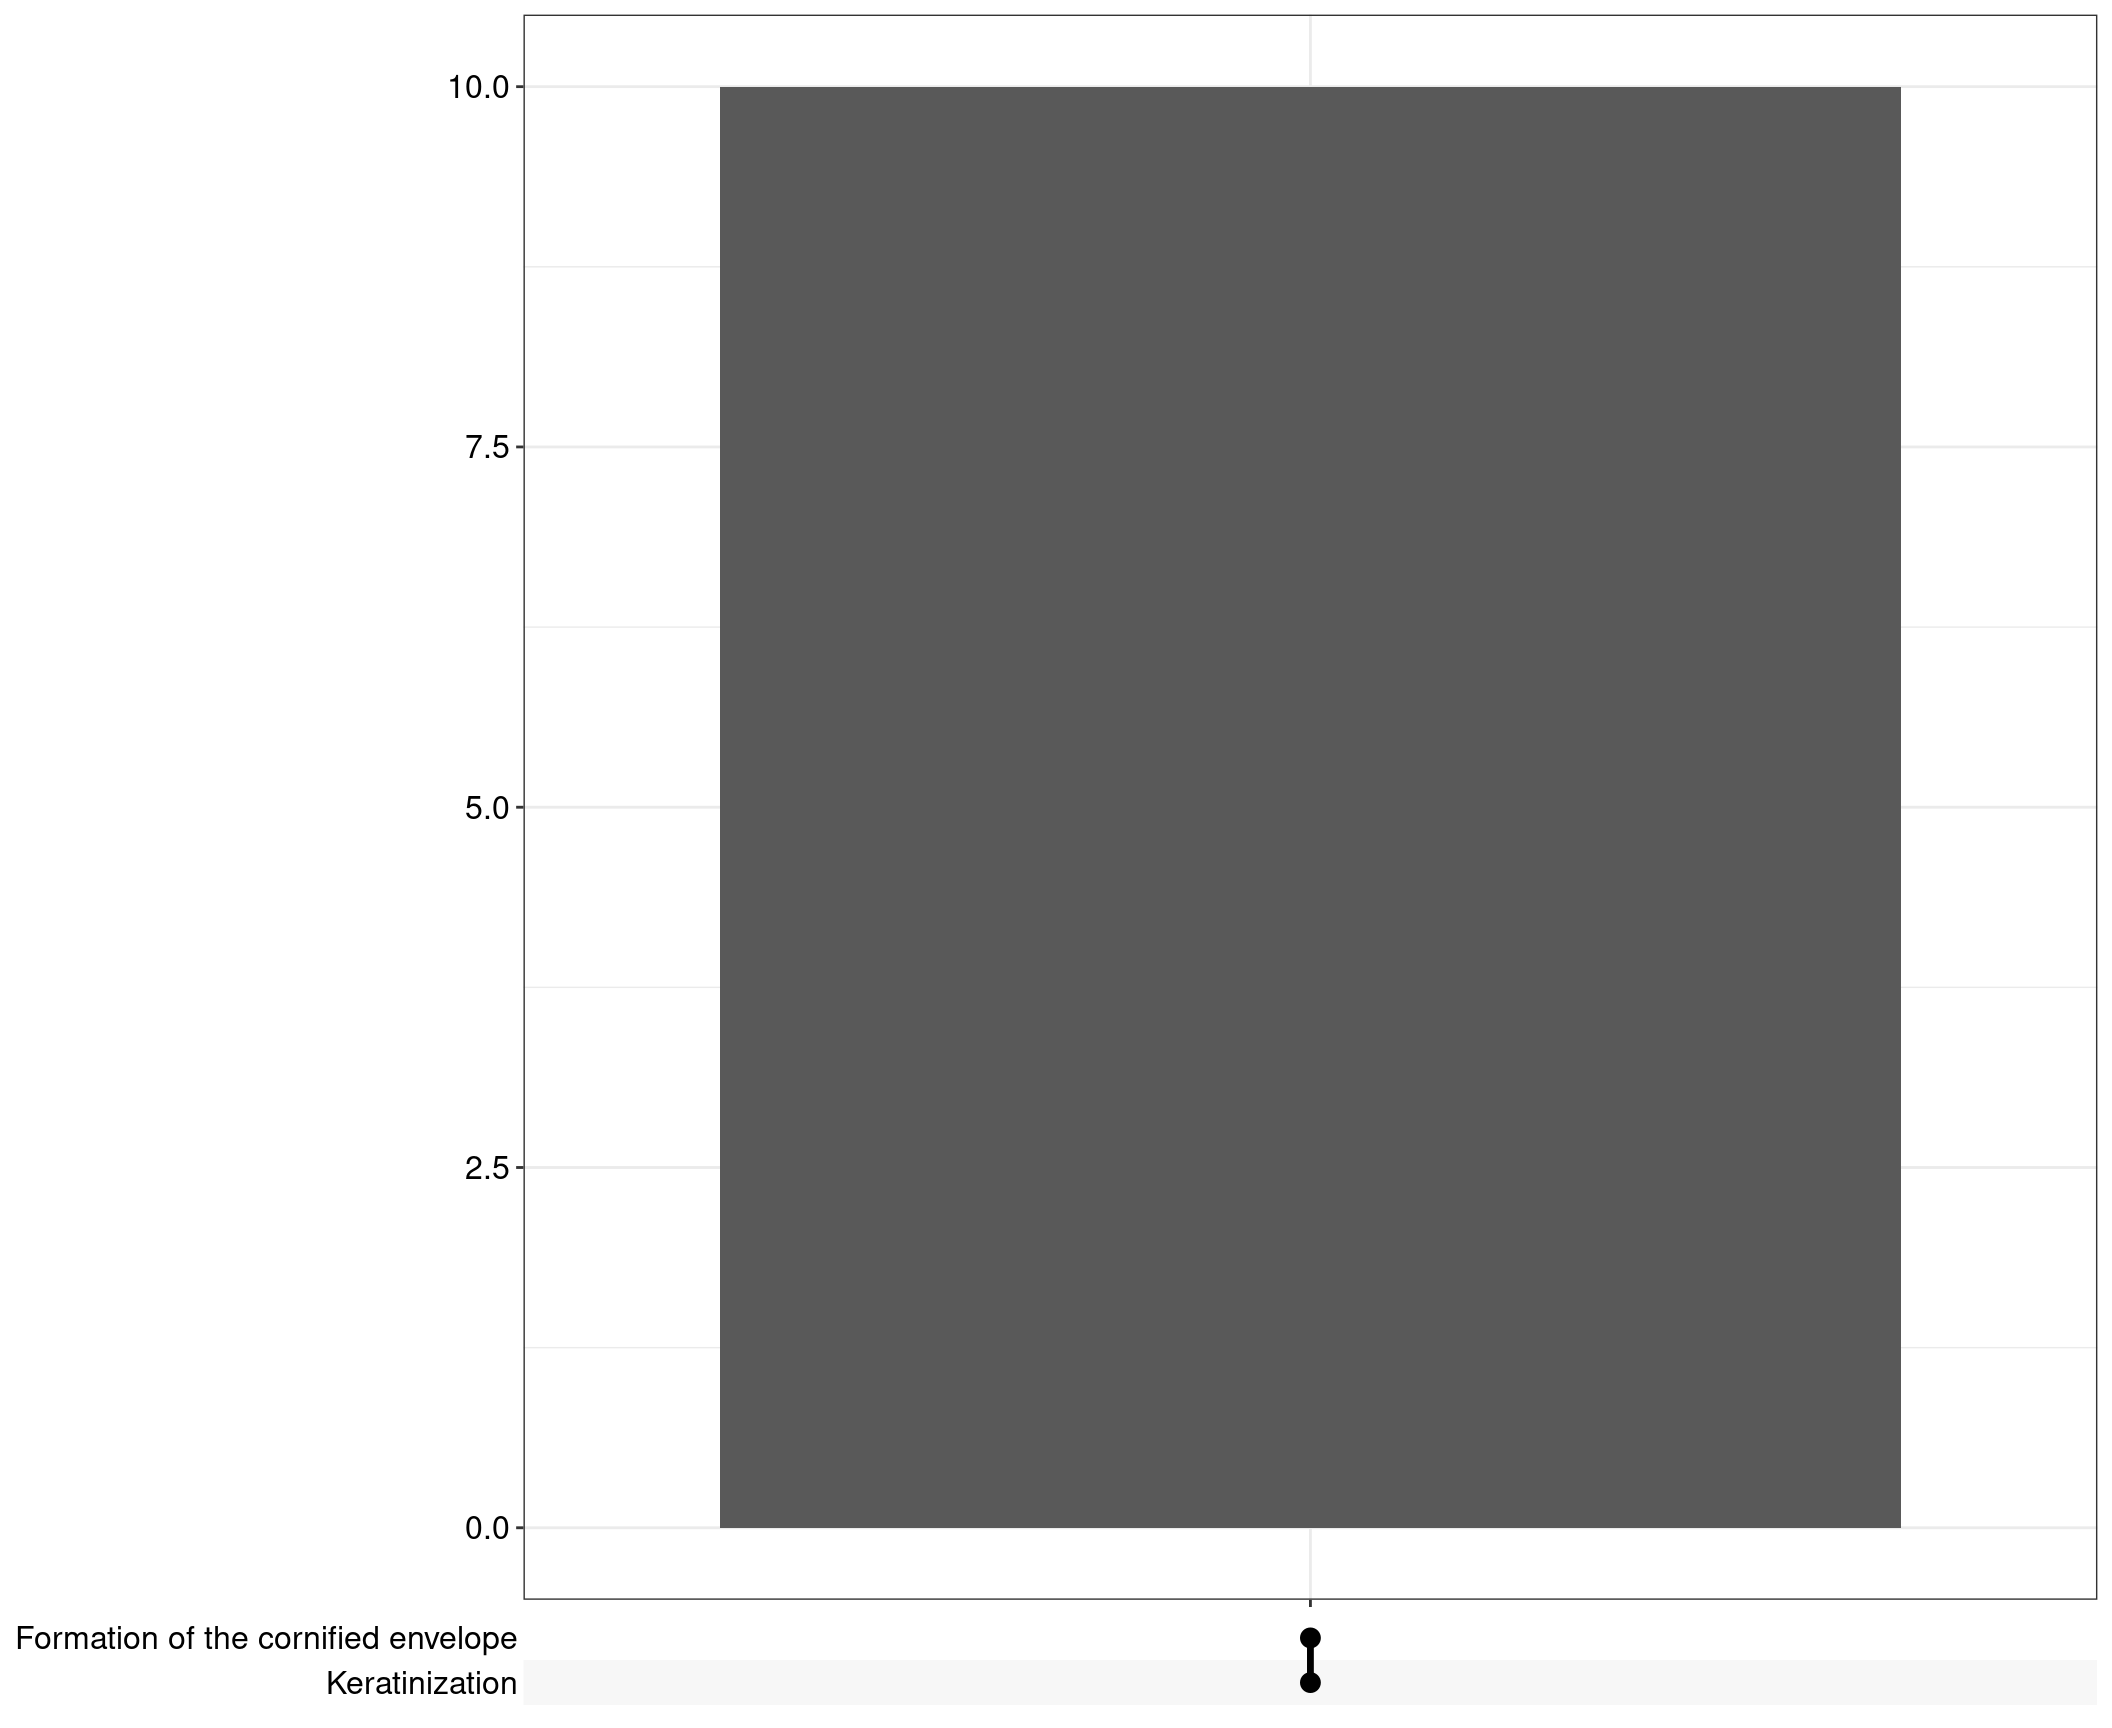 10.0
7.5
5.0
2.5
0.0
Formation of the cornified envelope
Keratinization